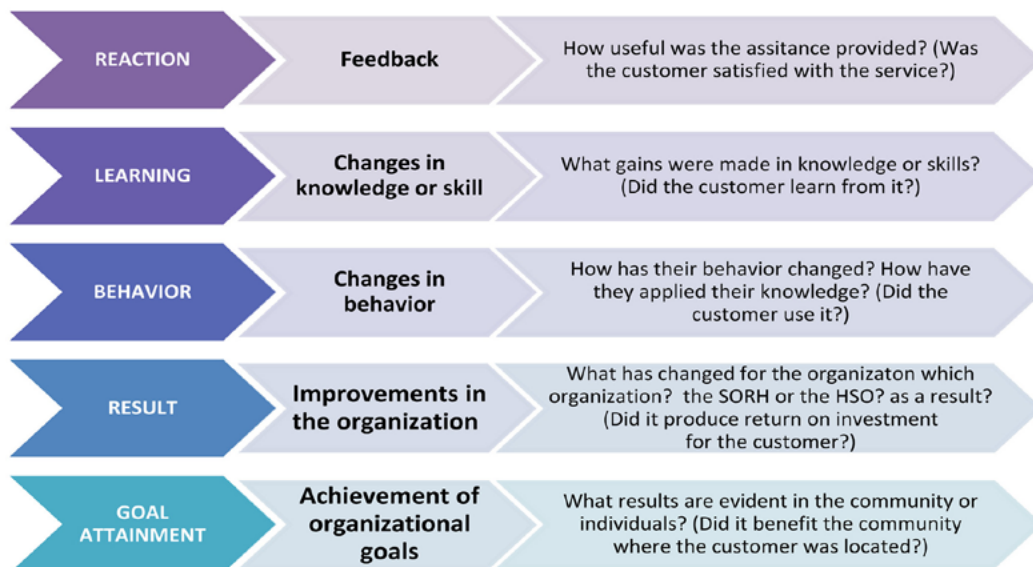 REACTION
Feedback
How useful was the assitance provided? (Was
the customer satisfied with the service?)
LEARNING
Changes in
knowledge or skill
What gains were made in knowledge or skills?
(Did the customer learn from it?)
BEHAVIOR
Changes in
behavior
How has their behavior changed? How have
they applied their knowledge? (Did the
customer use it?)
RESULT
Improvements in
the organization
What has changed for the organizaton which
organization?  the SORH or the HSO? as a result?
(Did it produce return on investment
for the customer?)
GOAL
ATTAINMENT
Achievement of
organizational
goals
What results are evident in the community or
individuals? (Did it benefit the community
where the customer was located?)